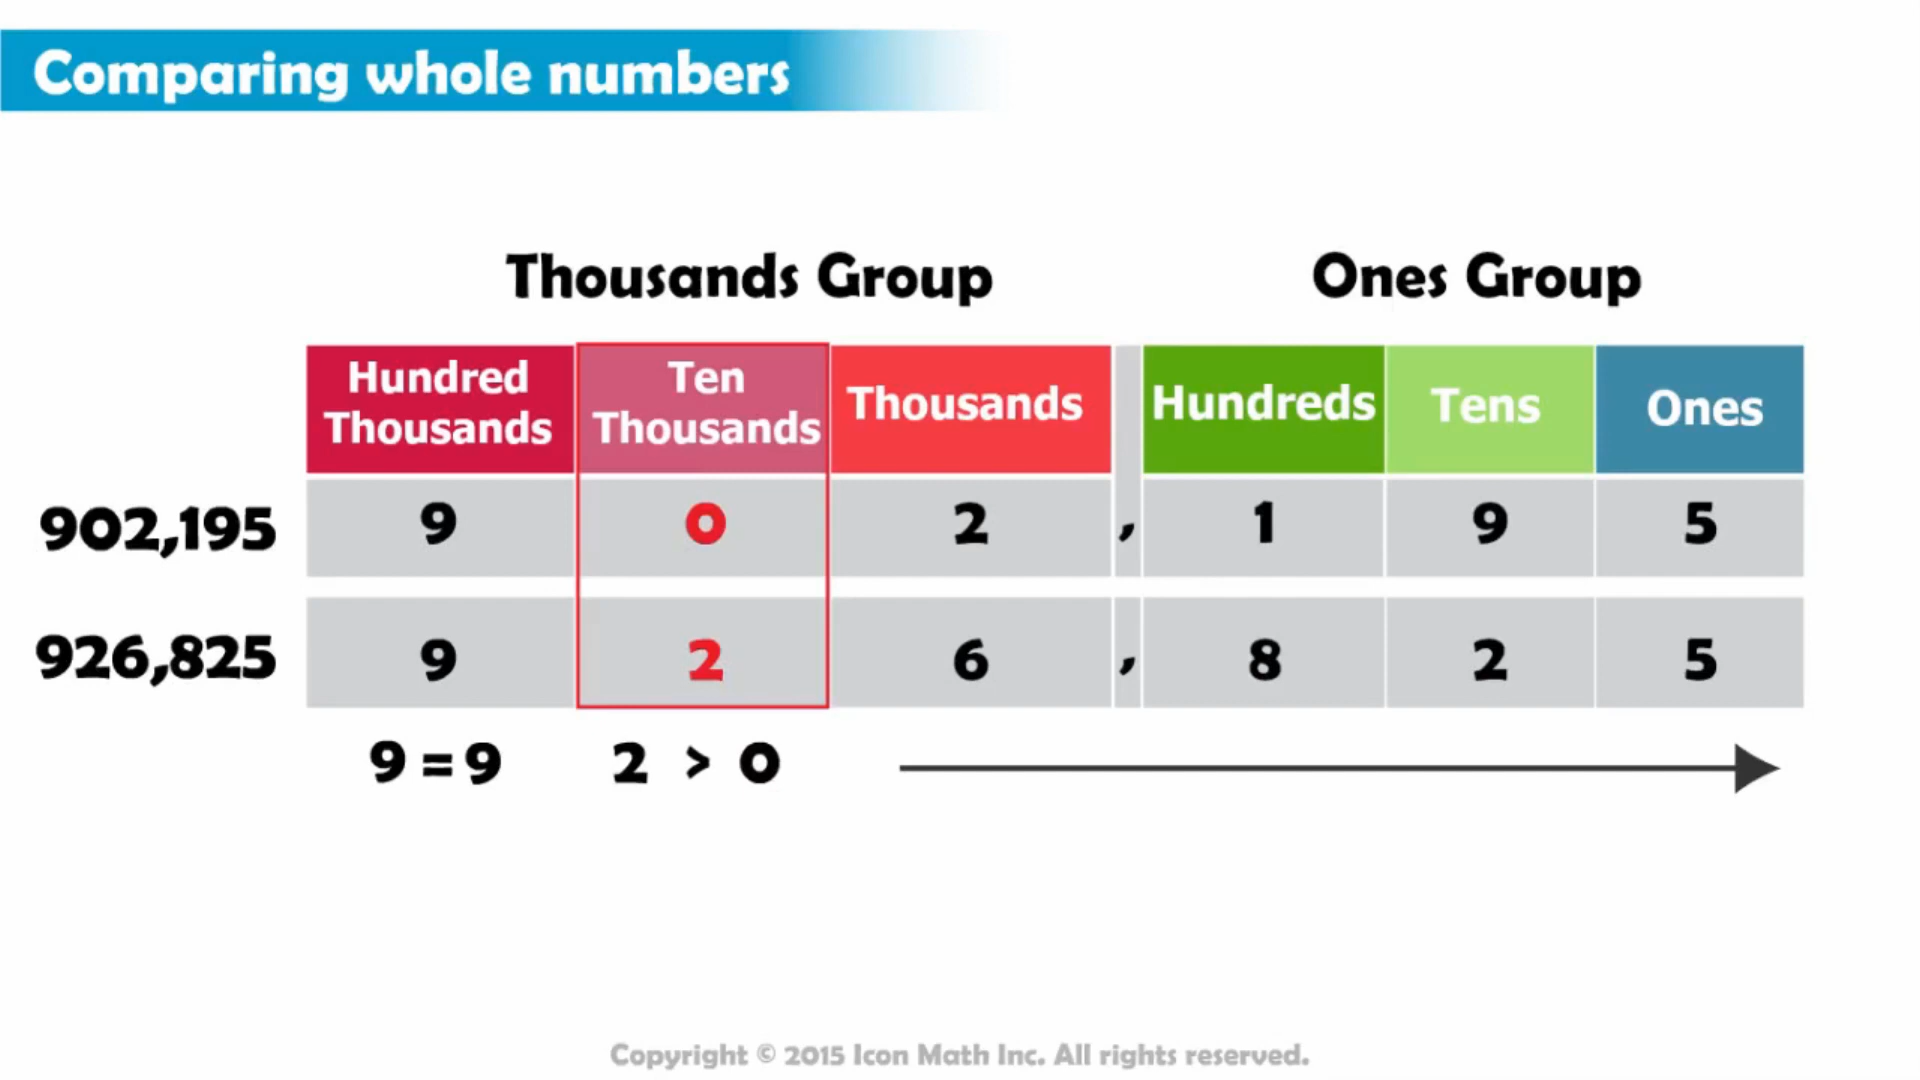 Comparing whole numbers
Thousands Group Ones Group
Hundred Thousands Ten Thousands Thousands Hundreds Tens Ones
902,195 9 0 2 , 1 9 5
926,825 9 2 6 , 8 2 5
9 = 9 2 > 0
Copyright © 2015 Icon Math Inc. All rights reserved.